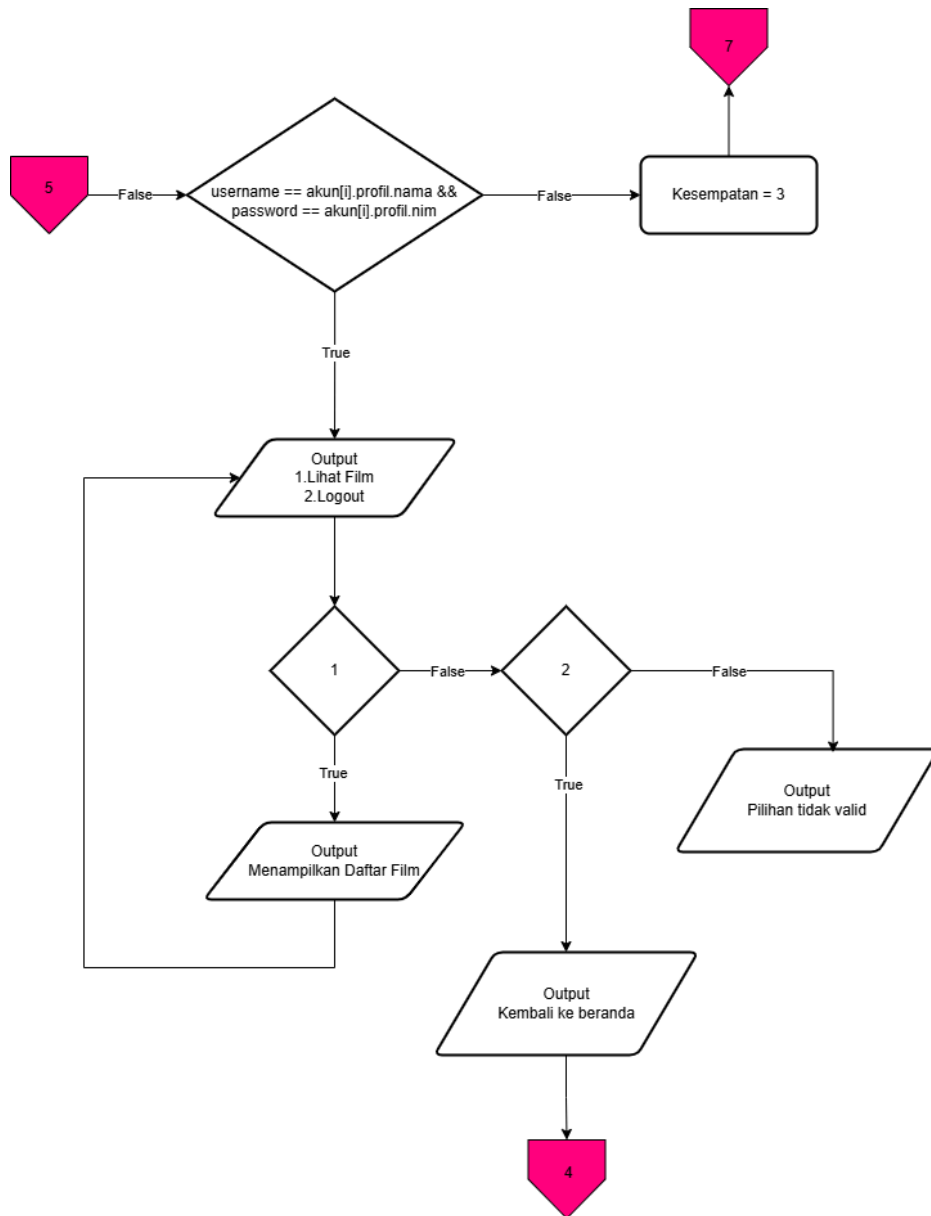 7
5
False
username == akun[i].profil.nama &&
password == akun[i].profil.nim
False
Kesempatan = 3
True
Output
1.Lihat Film
2.Logout
1
False
2
False
True
True
Output
Pilihan tidak valid
Output
Menampilkan Daftar Film
Output
Kembali ke beranda
4